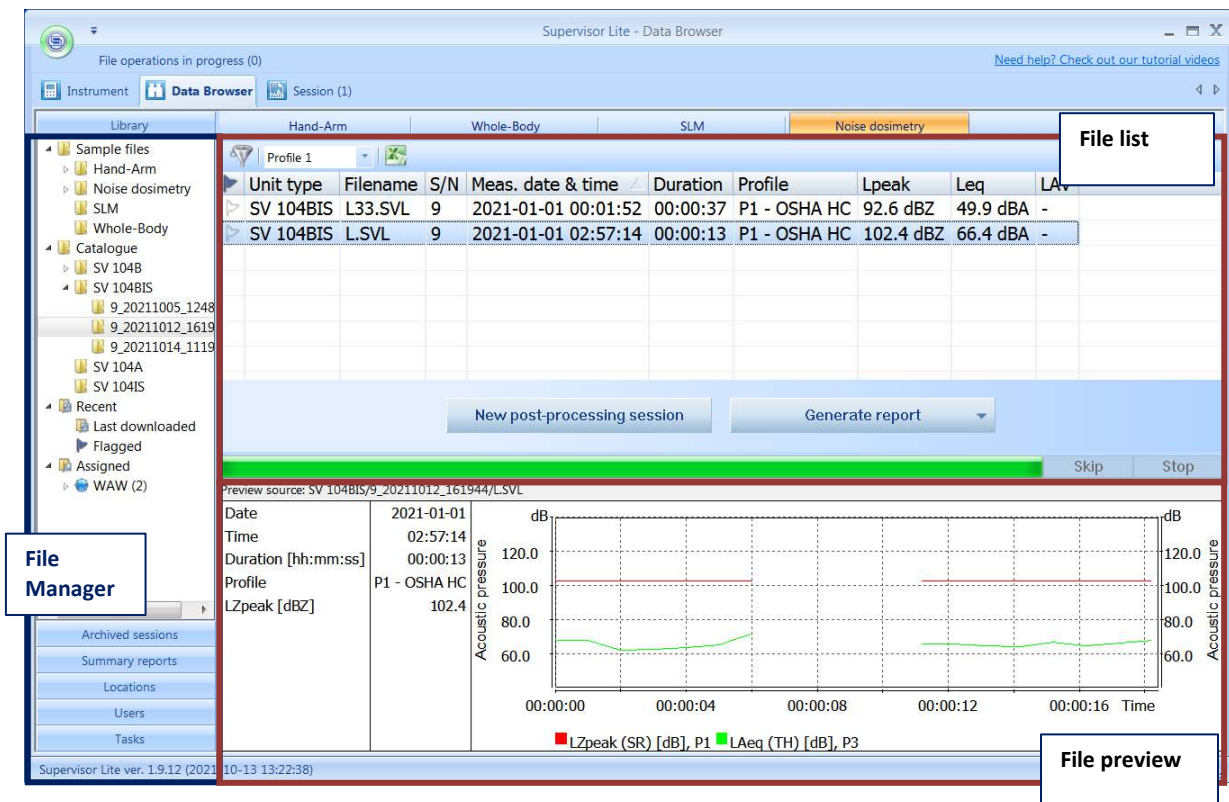 Supervisor Lite - Data Browser
File operations in progress (0)
Need help? Check out our tutorial videos
Instrument Data Browser Session (1)
Library Hand-Arm Whole-Body SLM Noise dosimetry
File list
Sample files
Hand-Arm
Noise dosimetry
SLM
Whole-Body
Catalogue
SV 104B
SV 104BIS
9_20211005_1248
9_20211012_1619
9_20211014_1119
SV 104A
SV 104IS
Recent
Last downloaded
Flagged
Assigned
WAW (2)
File
Manager
Archived sessions
Summary reports
Locations
Users
Tasks
Profile 1
Unit type Filename S/N Meas. date & time Duration Profile Lpeak Leq LAV
SV 104BIS L33.SVL 9 2021-01-01 00:01:52 00:00:37 P1 - OSHA HC 92.6 dBZ 49.9 dBA -
SV 104BIS L.SVL 9 2021-01-01 02:57:14 00:00:13 P1 - OSHA HC 102.4 dBZ 66.4 dBA -
New post-processing session Generate report
Skip Stop
Preview source: SV 104BIS/9_20211012_161944/L.SVL
Date 2021-01-01
Time 02:57:14
Duration [hh:mm:ss] 00:00:13
Profile P1 - OSHA HC
LZpeak [dBZ] 102.4
dB dB
120.0 120.0
100.0 100.0
80.0 80.0
60.0 60.0
Acoustic pressure Acoustic pressure
00:00:00 00:00:04 00:00:08 00:00:12 00:00:16 Time
LZpeak (SR) [dB], P1 LAeq (TH) [dB], P3
File preview
Supervisor Lite ver. 1.9.12 (2021-10-13 13:22:38)